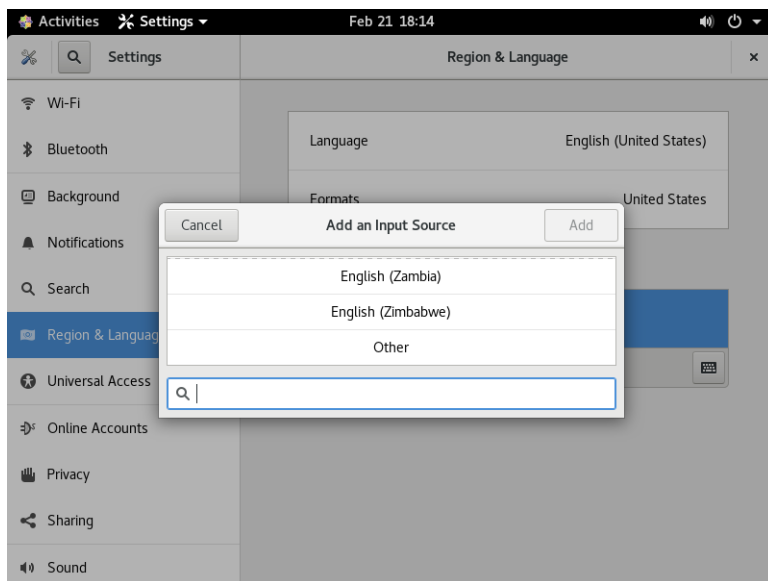 Activities Settings Feb 21 18:14
Settings Region & Language
Wi-Fi
Bluetooth
Background
Notifications
Search
Region & Languag
Universal Access
Online Accounts
Privacy
Sharing
Sound
Language English (United States)
Formats United States
Cancel Add an Input Source Add
English (Zambia)
English (Zimbabwe)
Other